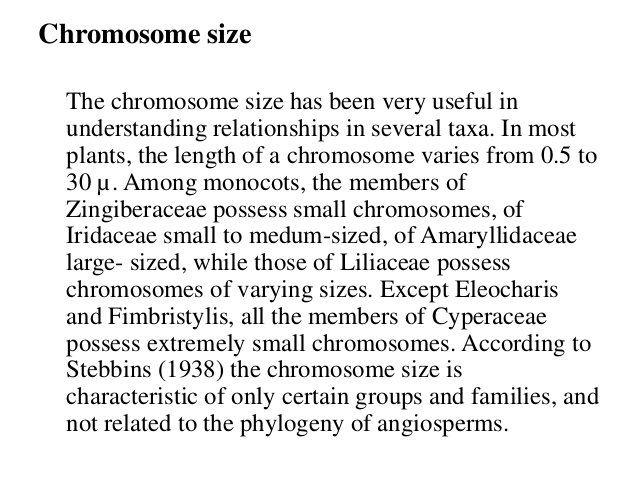 Chromosome size
The chromosome size has been very useful in
understanding relationships in several taxa. In most
plants, the length of a chromosome varies from 0.5 to
30 µ. Among monocots, the members of
Zingiberaceae possess small chromosomes, of
Iridaceae small to medum-sized, of Amaryllidaceae
large- sized, while those of Liliaceae possess
chromosomes of varying sizes. Except Eleocharis
and Fimbristylis, all the members of Cyperaceae
possess extremely small chromosomes. According to
Stebbins (1938) the chromosome size is
characteristic of only certain groups and families, and
not related to the phylogeny of angiosperms.